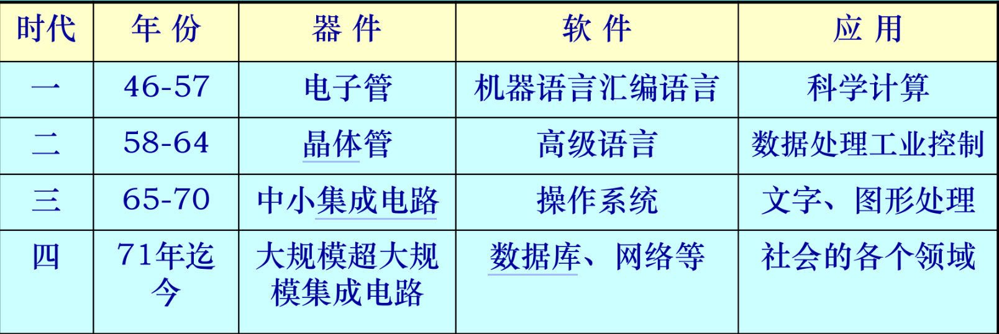 时代 年 份 器 件 软 件 应 用
一 46-57 电子管 机器语言汇编语言 科学计算
二 58-64 晶体管 高级语言 数据处理工业控制
三 65-70 中小集成电路 操作系统 文字、图形处理
四 71年迄 大规模超大规 数据库、网络等 社会的各个领域
今 模集成电路